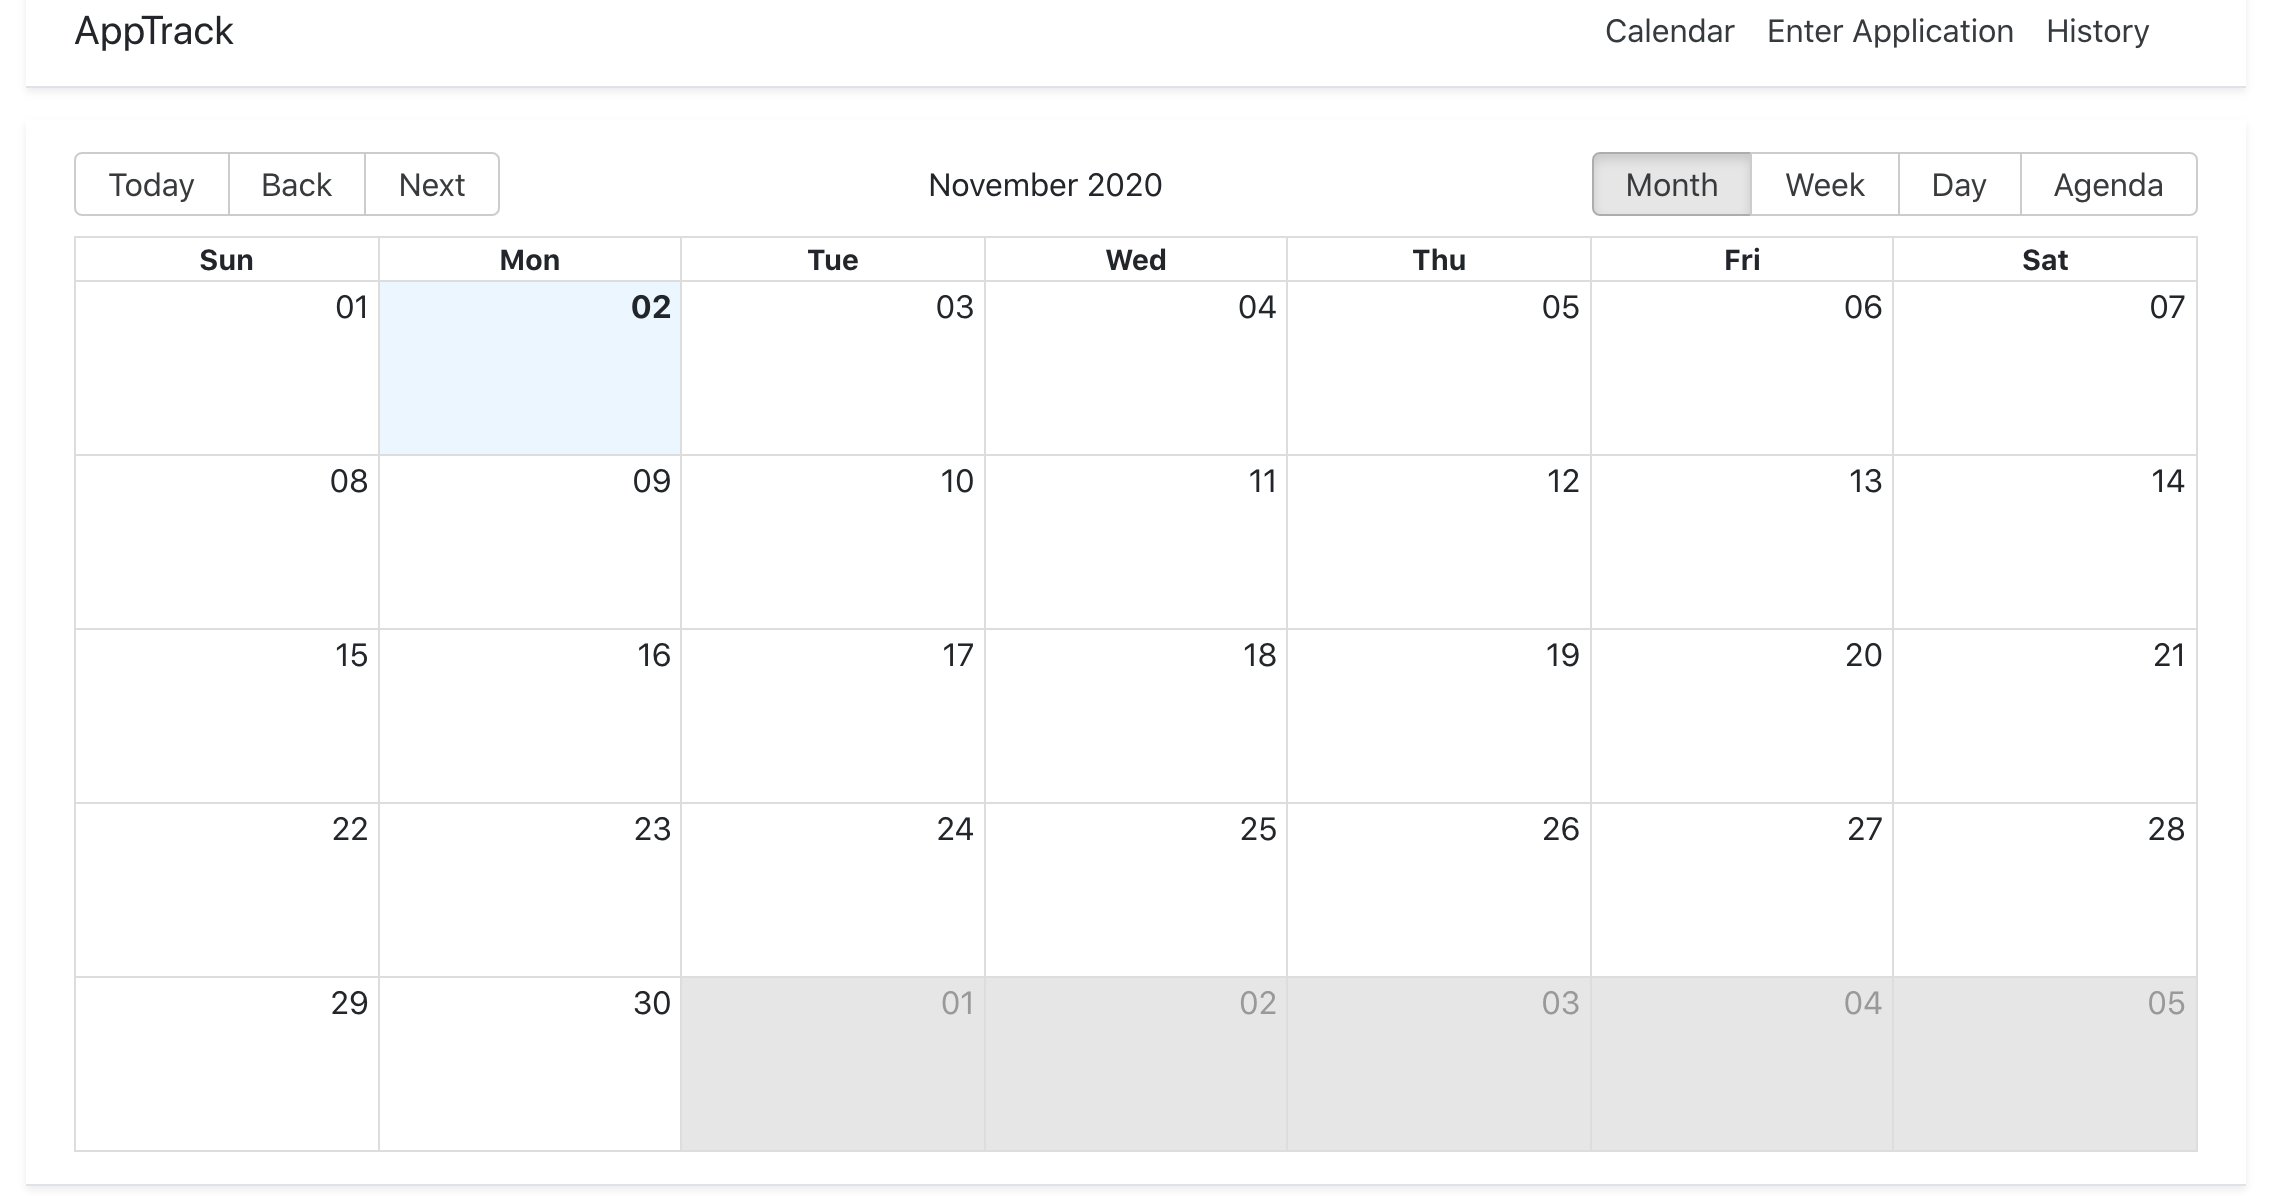 AppTrack Calendar Enter Application History
Today Back Next November 2020 Month Week Day Agenda
Sun Mon Tue Wed Thu Fri Sat
01 02 03 04 05 06 07
08 09 10 11 12 13 14
15 16 17 18 19 20 21
22 23 24 25 26 27 28
29 30 01 02 03 04 05